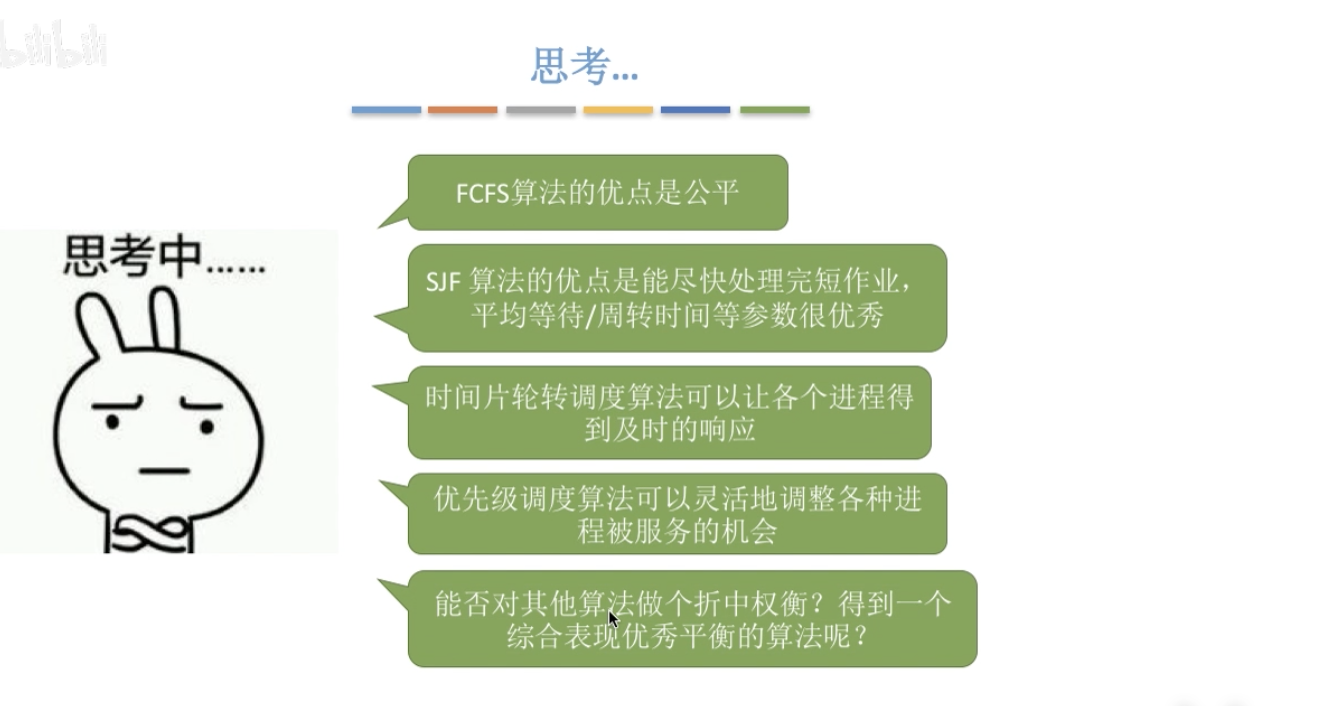 bilibili
思考...
FCFS算法的优点是公平
思考中......
SJF 算法的优点是能尽快处理完短作业，
平均等待/周转时间等参数很优秀
时间片轮转调度算法可以让各个进程得
到及时的响应
优先级调度算法可以灵活地调整各种进
程被服务的机会
能否对其他算法做个折中权衡？得到一个
综合表现优秀平衡的算法呢？